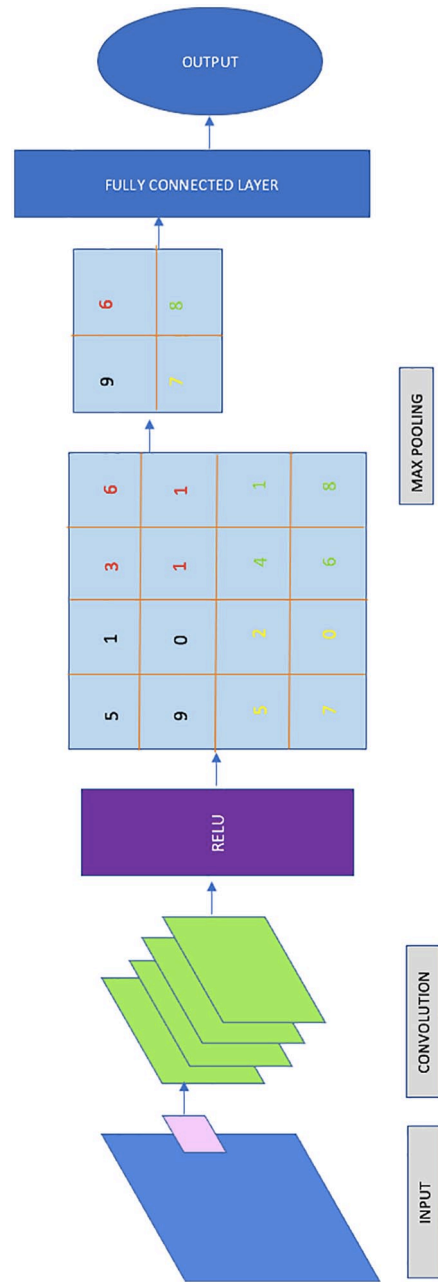 RELU
5 1 3 6
9 0 1 1
5 2 4 1
7 0 6 8
9 6
7 8
FULLY CONNECTED LAYER
OUTPUT
INPUT
CONVOLUTION
MAX POOLING